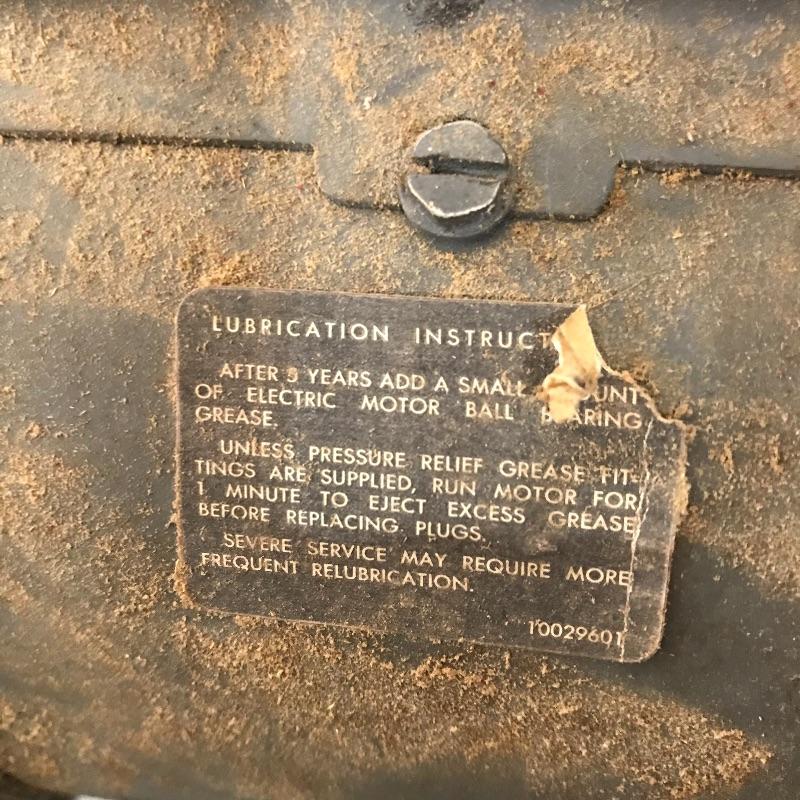 LUBRICATION INSTRUCT
AFTER 5 YEARS ADD A SMALL OUNT
OF ELECTRIC MOTOR BALL BEARING
GREASE.
UNLESS PRESSURE RELIEF GREASE FIT-
TINGS ARE SUPPLIED, RUN MOTOR FOR
1 MINUTE TO EJECT EXCESS GREASE
BEFORE REPLACING PLUGS.
SEVERE SERVICE MAY REQUIRE MORE
FREQUENT RELUBRICATION.
10029601